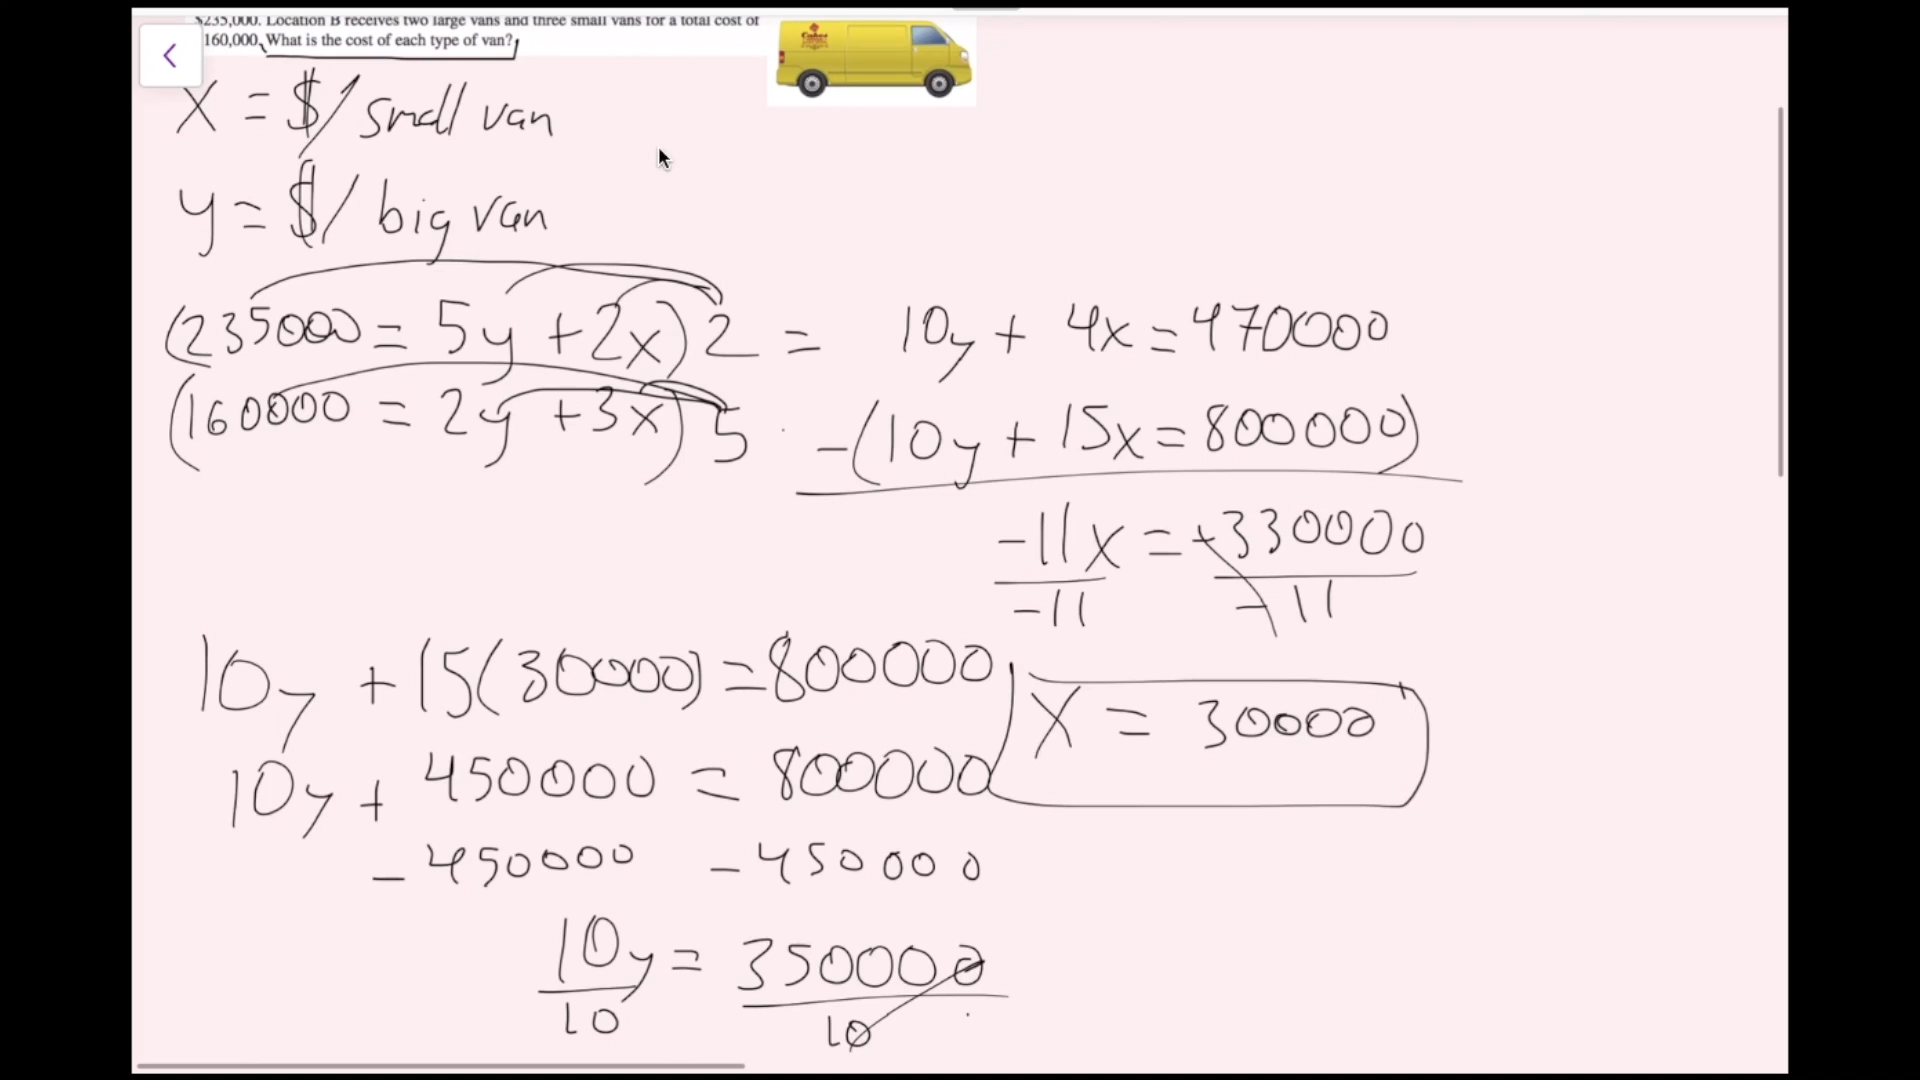 $235,000. Location B receives two large vans and three small vans for a total cost of
160,000. What is the cost of each type of van?
x = $/small van
y = $/big van
(235000 = 5y + 2x) 2 = 10y + 4x = 470000
(160000 = 2y + 3x) 5 -(10y + 15x = 800000)
-11x = -330000
-11 -11
10y + 15(30000) = 800000
x = 30000
10y + 450000 = 800000
- 450000 - 450000
10y = 350000
10 10